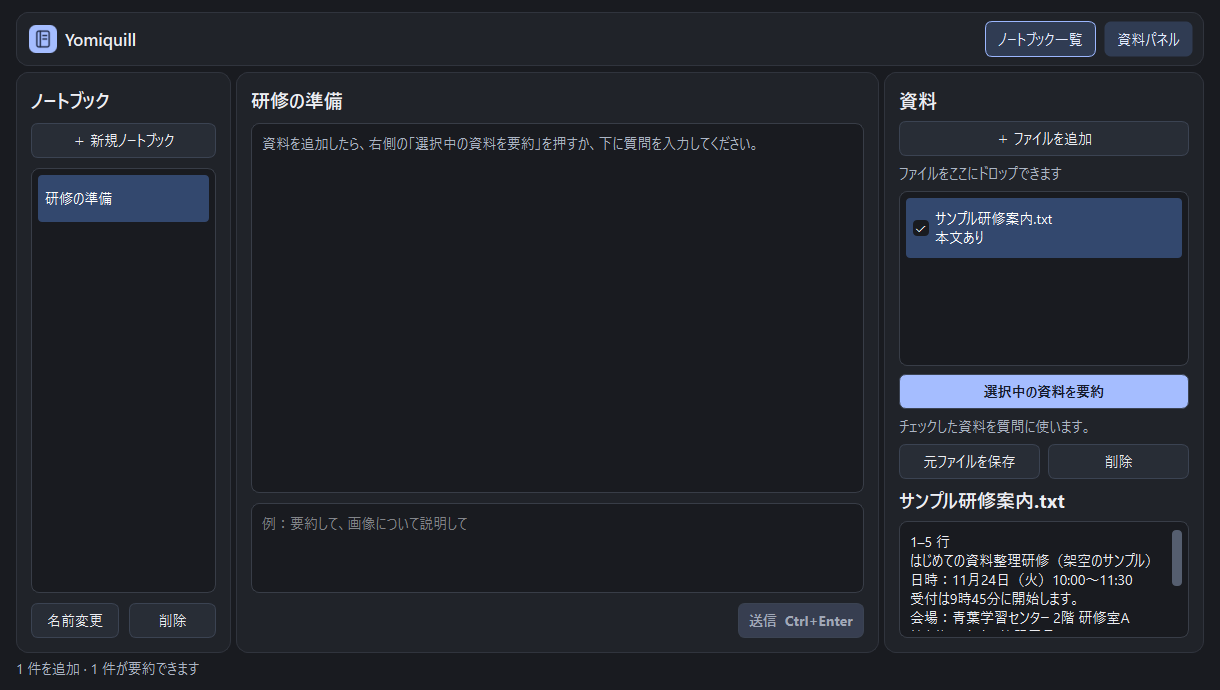 Yomiquill
ノートブック一覧
資料パネル
ノートブック
+ 新規ノートブック
研修の準備
名前変更
削除
研修の準備
資料を追加したら、右側の「選択中の資料を要約」を押すか、下に質問を入力してください。
例：要約して、画像について説明して
送信 Ctrl+Enter
資料
+ ファイルを追加
ファイルをここにドロップできます
サンプル研修案内.txt
本文あり
選択中の資料を要約
チェックした資料を質問に使います。
元ファイルを保存
削除
サンプル研修案内.txt
1–5 行
はじめての資料整理研修（架空のサンプル）
日時：11月24日（火）10:00～11:30
受付は9時45分に開始します。
会場：青葉学習センター 2階 研修室A
1 件を追加 · 1 件が要約できます